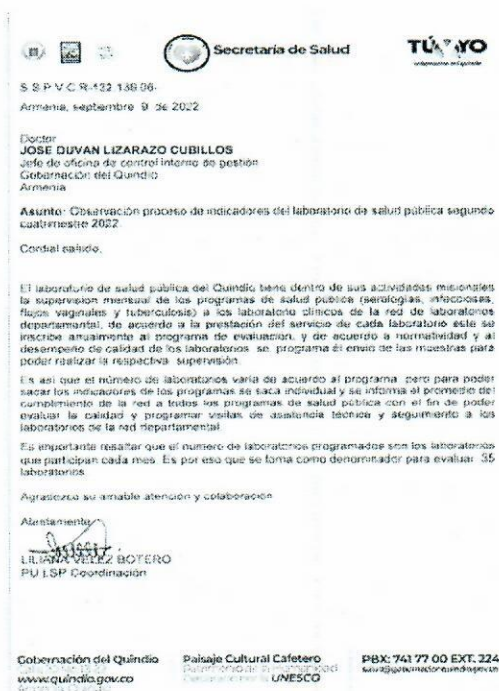 Secretaría de Salud
TÚ Y YO
S.S.P.V.C.R-132.138.06-
Armenia, septiembre 9 de 2022
Doctor
JOSE DUVAN LIZARAZO CUBILLOS
Jefe de oficina de control interno de gestión
Gobernación del Quindío
Armenia
Asunto: Observación proceso de indicadores del laboratorio de salud pública segundo
cuatrimestre 2022.
Cordial saludo,
El laboratorio de salud pública del Quindío tiene dentro de sus actividades misionales
la supervisión mensual de los programas de salud pública (serologías, infecciosas,
flujos vaginales y tuberculosis) a los laboratorio clínicos de la red de laboratorios
departamental, de acuerdo a la prestación del servicio de cada laboratorio este se
inscribe anualmente al programa de evaluación, y de acuerdo a normatividad y al
desempeño de calidad de los laboratorios se programa el envío de las muestras para
poder realizar la respectiva supervisión.
Es así que el número de laboratorios varía de acuerdo al programa pero para poder
sacar los indicadores de los programas se saca individual y se informa el promedio del
cumplimiento de la red a todos los programas de salud pública con el fin de poder
evaluar la calidad y programar visitas de asistencia técnica y seguimiento a los
laboratorios de la red departamental.
Es importante resaltar que el número de laboratorios programados son los laboratorios
que participan cada mes. Es por eso que se toma como denominador para evaluar 35
laboratorios.
Agradezco su amable atención y colaboración
Atentamente,
LILIANA VELEZ BOTERO
PU LSP Coordinación
Gobernación del Quindío
www.quindio.gov.co
Paisaje Cultural Cafetero
UNESCO
PBX: 741 77 00 EXT. 224